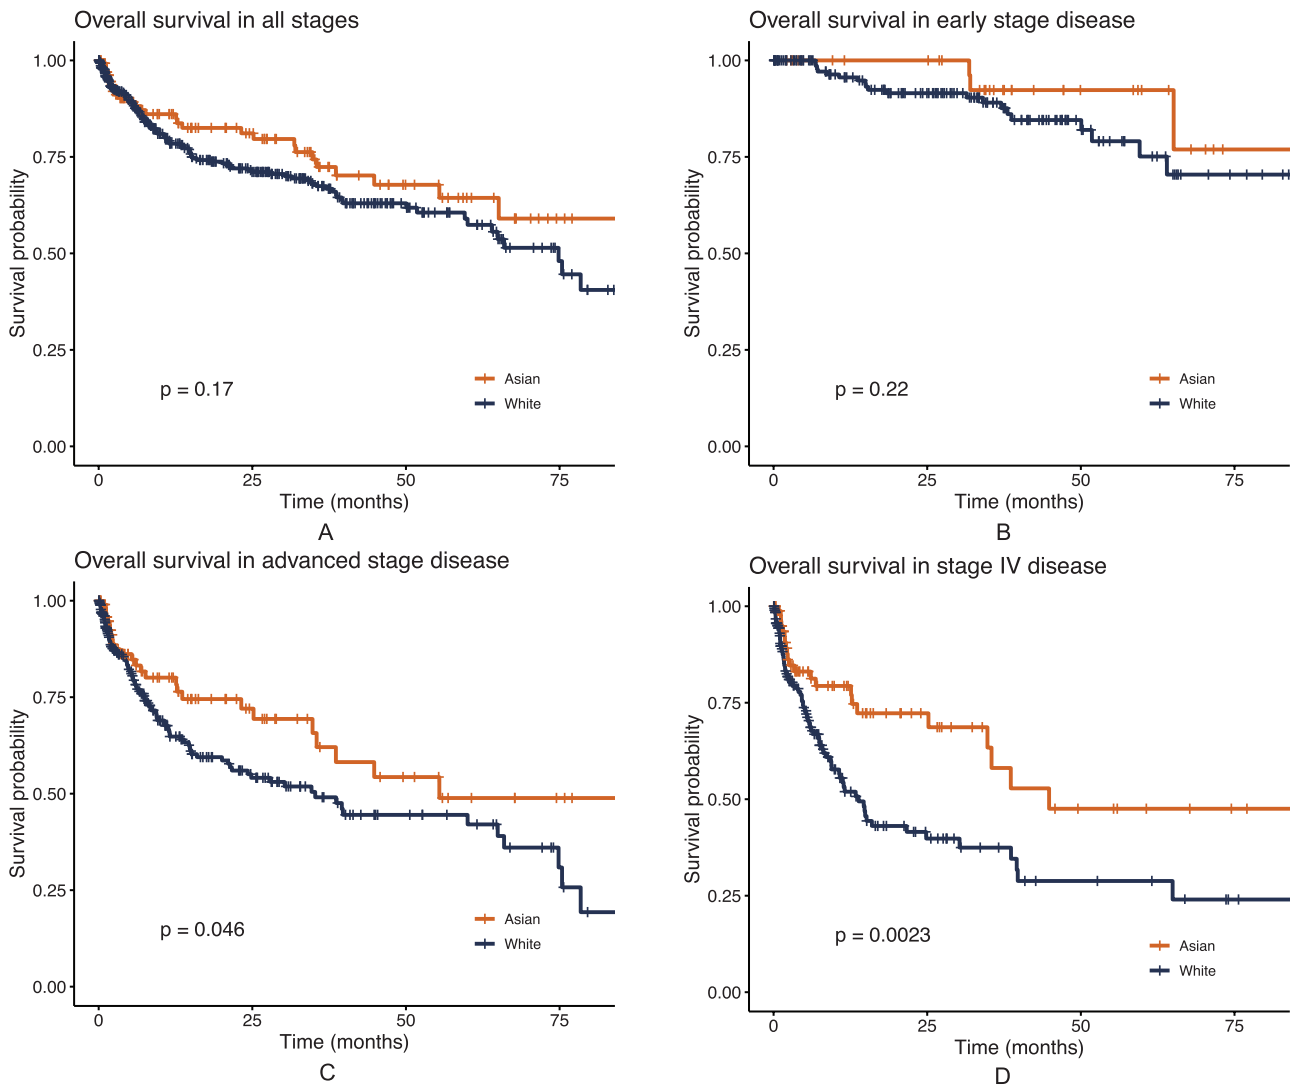 Overall survival in all stages
Survival probability
1.00
0.75
0.50
0.25
0.00
p = 0.17
Asian
White
0 25 50 75
Time (months)
A
Overall survival in early stage disease
Survival probability
1.00
0.75
0.50
0.25
0.00
p = 0.22
Asian
White
0 25 50 75
Time (months)
B
Overall survival in advanced stage disease
Survival probability
1.00
0.75
0.50
0.25
0.00
p = 0.046
Asian
White
0 25 50 75
Time (months)
C
Overall survival in stage IV disease
Survival probability
1.00
0.75
0.50
0.25
0.00
p = 0.0023
Asian
White
0 25 50 75
Time (months)
D